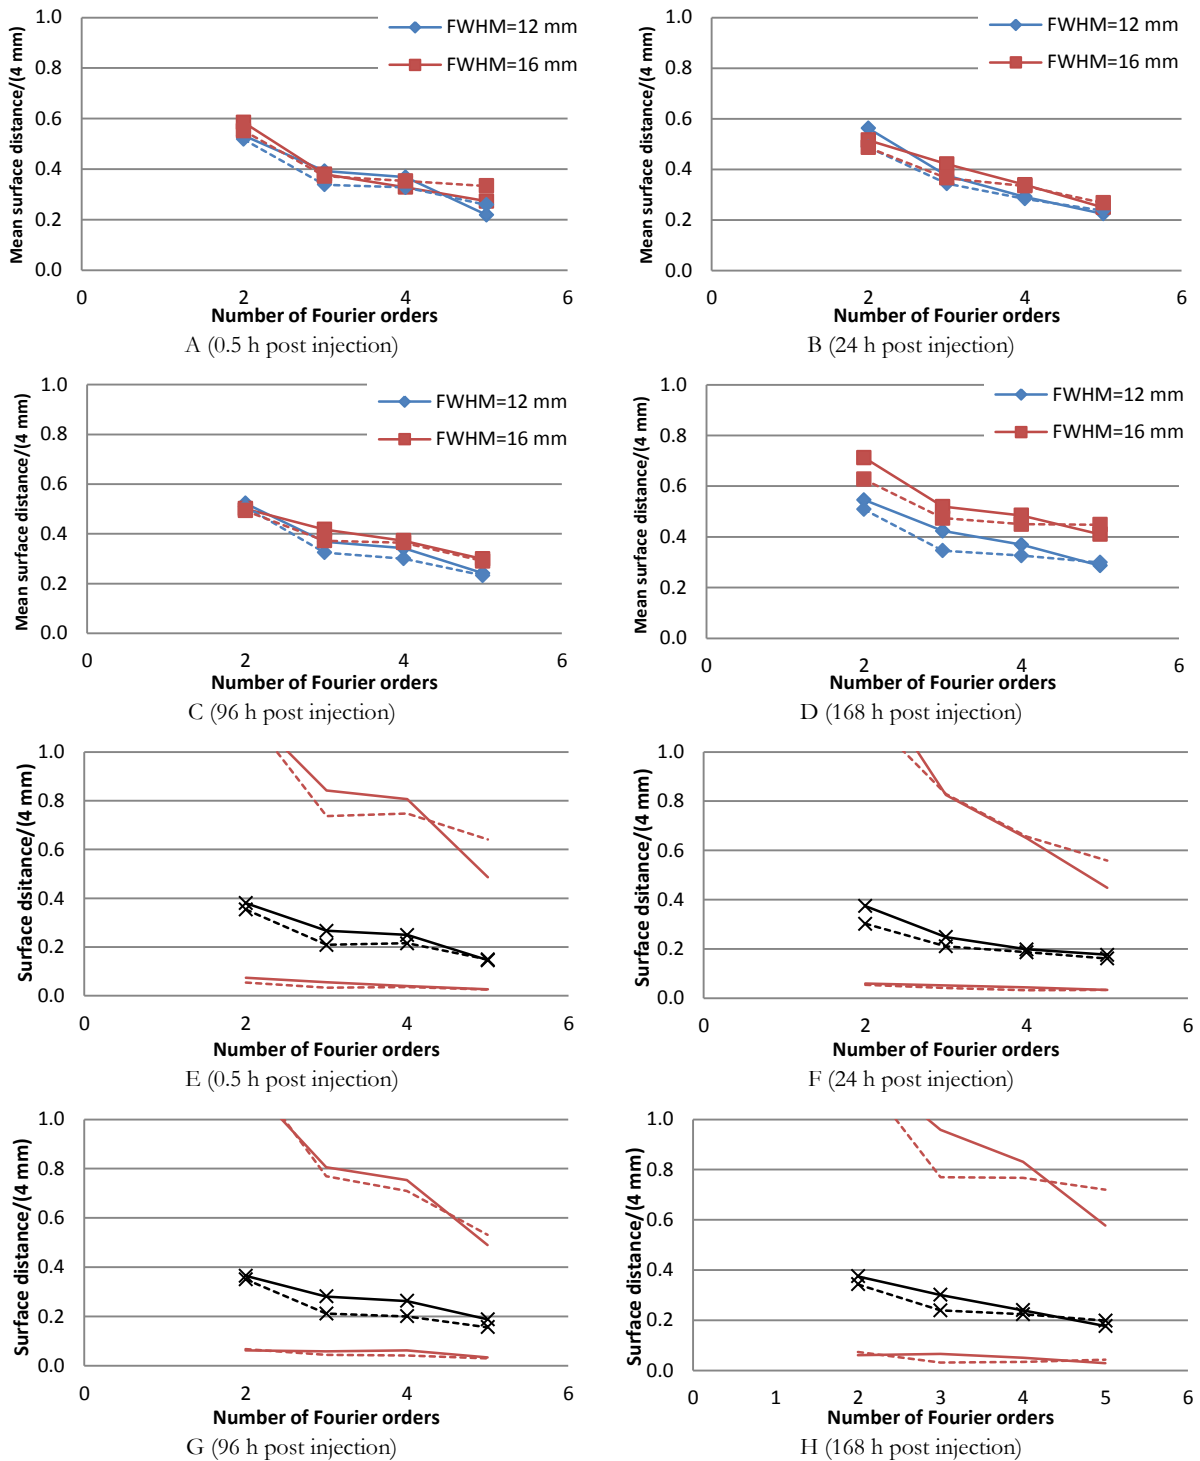 1.0
0.8
0.6
0.4
0.2
0.0
Mean surface distance/(4 mm)
FWHM=12 mm
FWHM=16 mm
0
2
4
6
Number of Fourier orders
A (0.5 h post injection)
1.0
0.8
0.6
0.4
0.2
0.0
Mean surface distance/(4 mm)
FWHM=12 mm
FWHM=16 mm
0
2
4
6
Number of Fourier orders
B (24 h post injection)
1.0
0.8
0.6
0.4
0.2
0.0
Mean surface distance/(4 mm)
FWHM=12 mm
FWHM=16 mm
0
2
4
6
Number of Fourier orders
C (96 h post injection)
1.0
0.8
0.6
0.4
0.2
0.0
Mean surface distance/(4 mm)
FWHM=12 mm
FWHM=16 mm
0
2
4
6
Number of Fourier orders
D (168 h post injection)
1.0
0.8
0.6
0.4
0.2
0.0
Surface dsitance/(4 mm)
0
2
4
6
Number of Fourier orders
E (0.5 h post injection)
1.0
0.8
0.6
0.4
0.2
0.0
Surface dsitance/(4 mm)
0
2
4
6
Number of Fourier orders
F (24 h post injection)
1.0
0.8
0.6
0.4
0.2
0.0
Surface distance/(4 mm)
0
2
4
6
Number of Fourier orders
G (96 h post injection)
1.0
0.8
0.6
0.4
0.2
0.0
Surface distance/(4 mm)
0
1
2
3
4
5
6
Number of Fourier orders
H (168 h post injection)